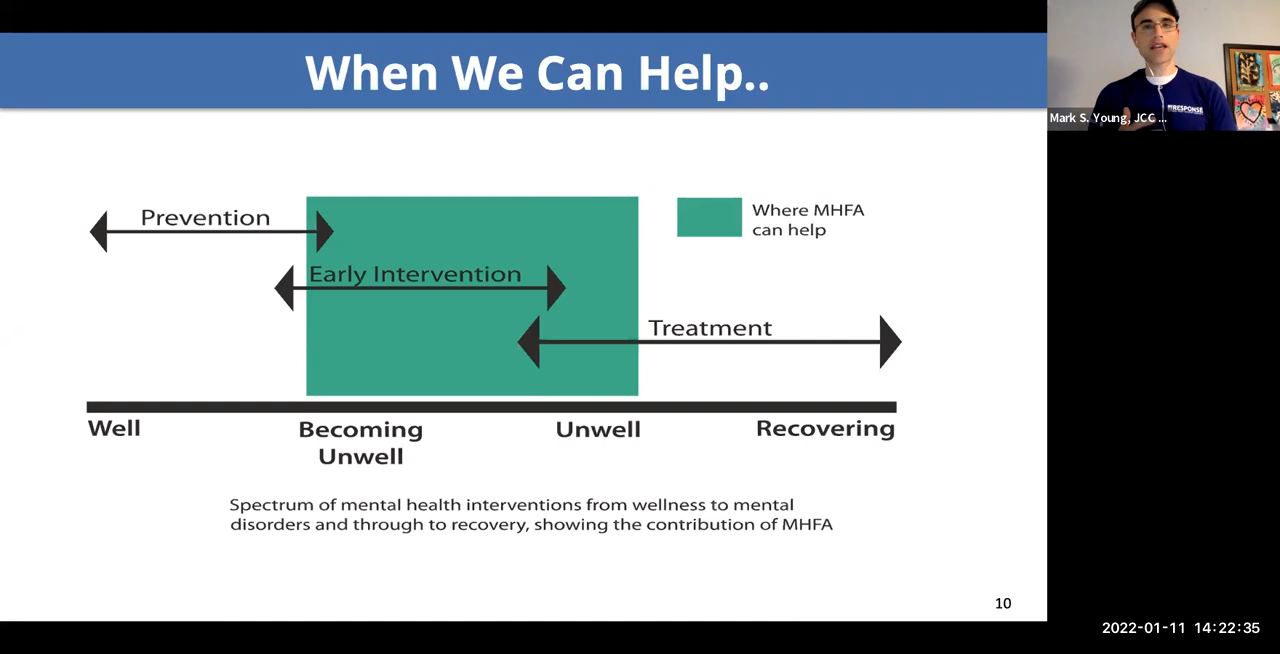 When We Can Help..
Prevention
Early Intervention
Treatment
Where MHFA
can help
Well
Becoming
Unwell
Unwell
Recovering
Spectrum of mental health interventions from wellness to mental
disorders and through to recovery, showing the contribution of MHFA
10
RESPONSE
Mark S. Young, JCC ...
2022-01-11 14:22:35